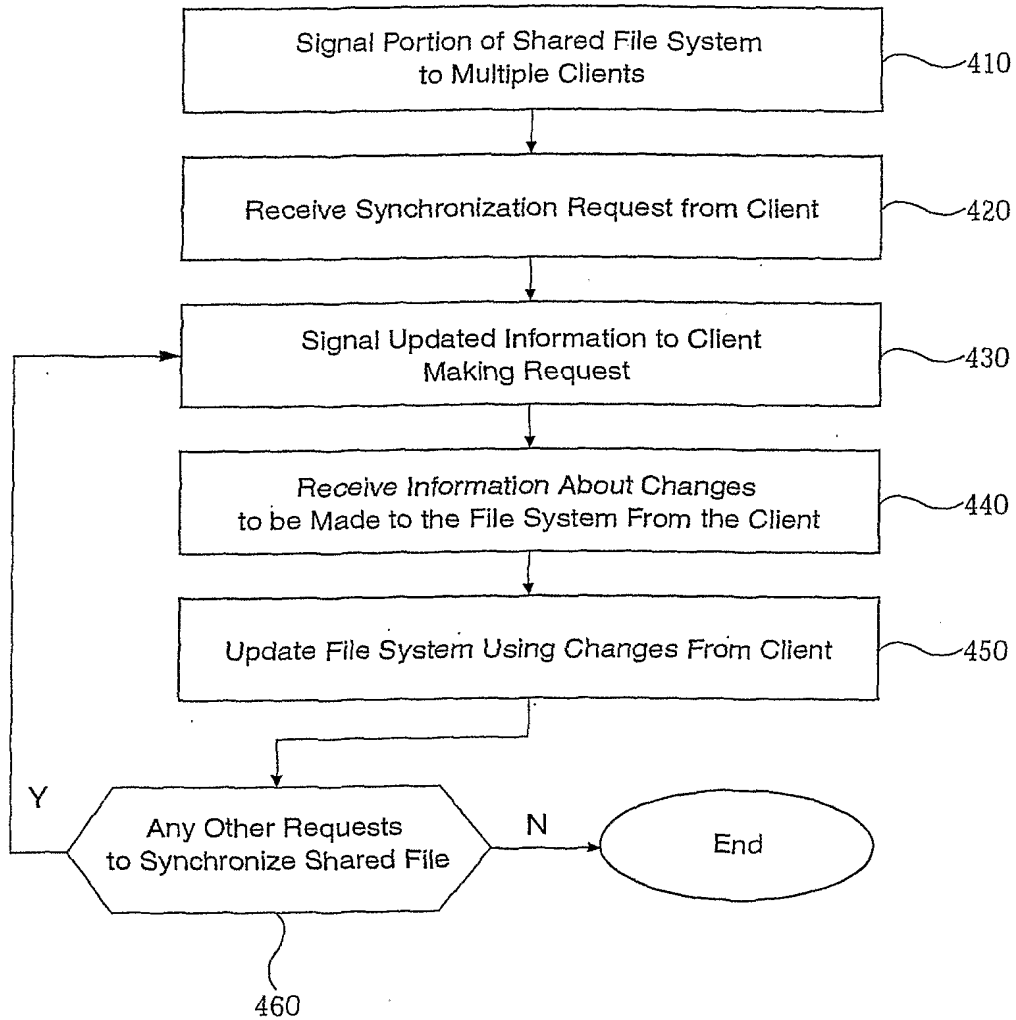 Signal Portion of Shared File System
to Multiple Clients
410
Receive Synchronization Request from Client
420
Signal Updated Information to Client
Making Request
430
Receive Information About Changes
to be Made to the File System From the Client
440
Update File System Using Changes From Client
450
Y
Any Other Requests
to Synchronize Shared File
N
End
460